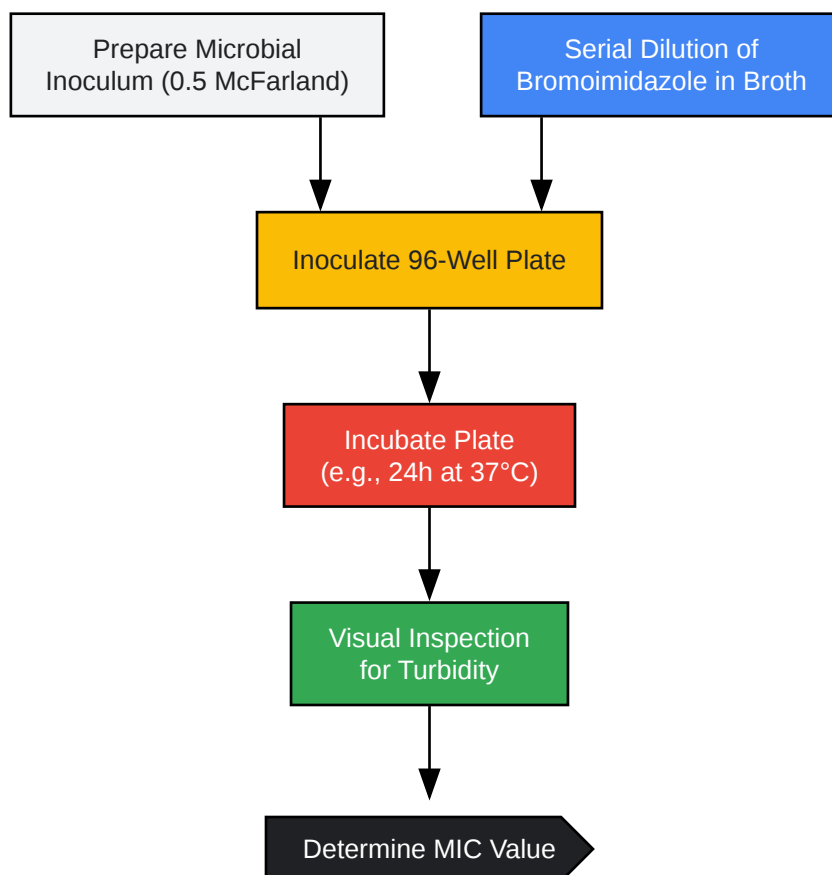 Prepare Microbial
Inoculum (0.5 McFarland)
Serial Dilution of
Bromoimidazole in Broth
Inoculate 96-Well Plate
Incubate Plate
(e.g., 24h at 37°C)
Visual Inspection
for Turbidity
Determine MIC Value